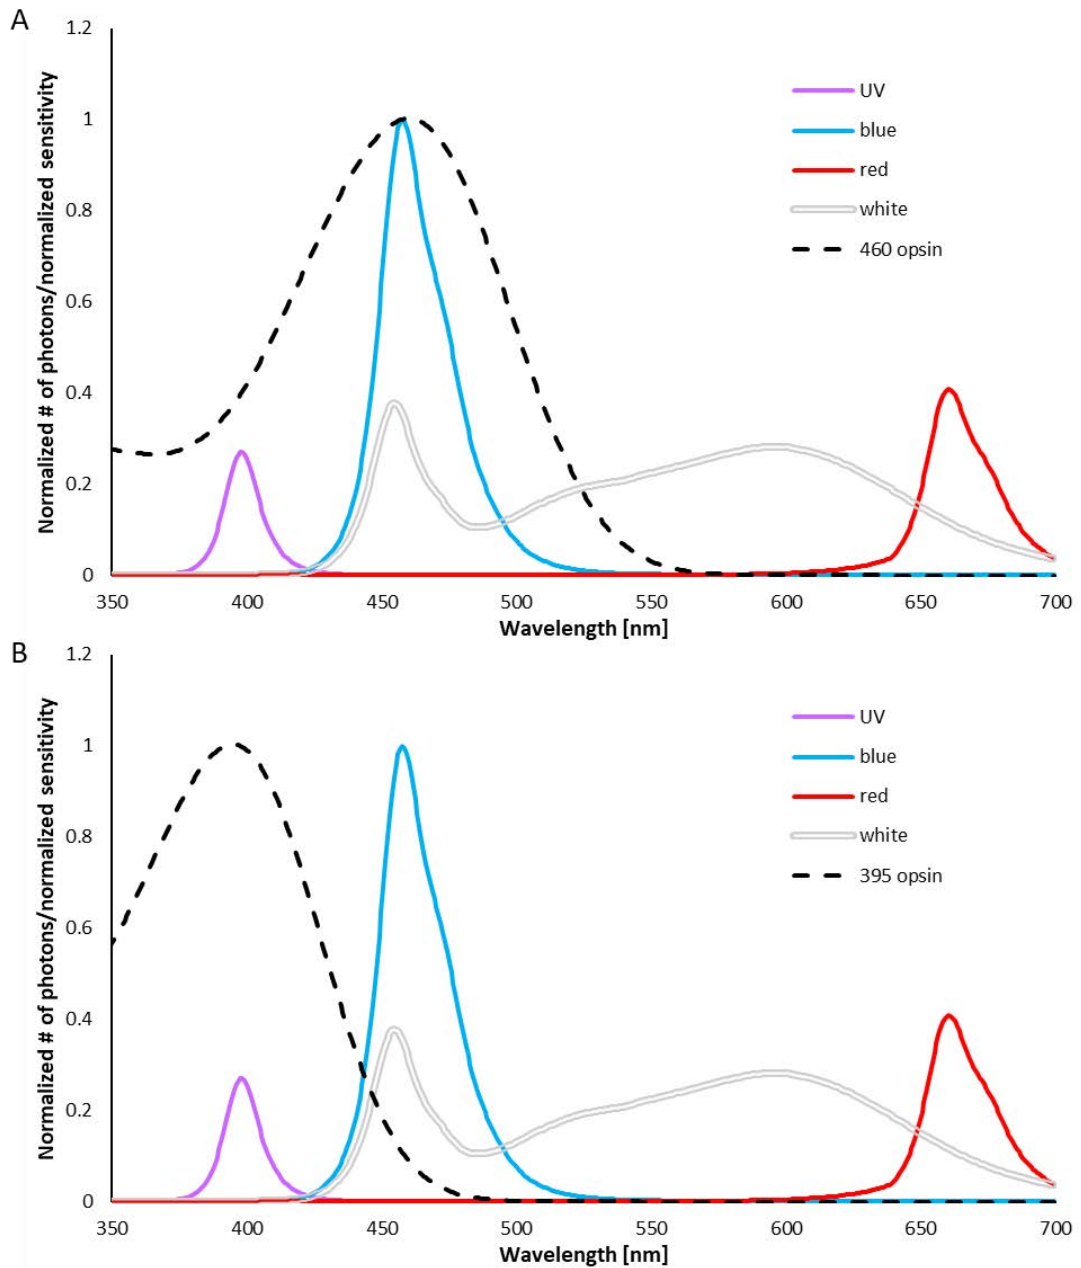 A
1.2
1
0.8
0.6
0.4
0.2
0
Normalized # of photons/normalized sensitivity
UV
blue
red
white
460 opsin
350 400 450 500 550 600 650 700
Wavelength [nm]
B
1.2
1
0.8
0.6
0.4
0.2
0
Normalized # of photons/normalized sensitivity
UV
blue
red
white
395 opsin
350 400 450 500 550 600 650 700
Wavelength [nm]